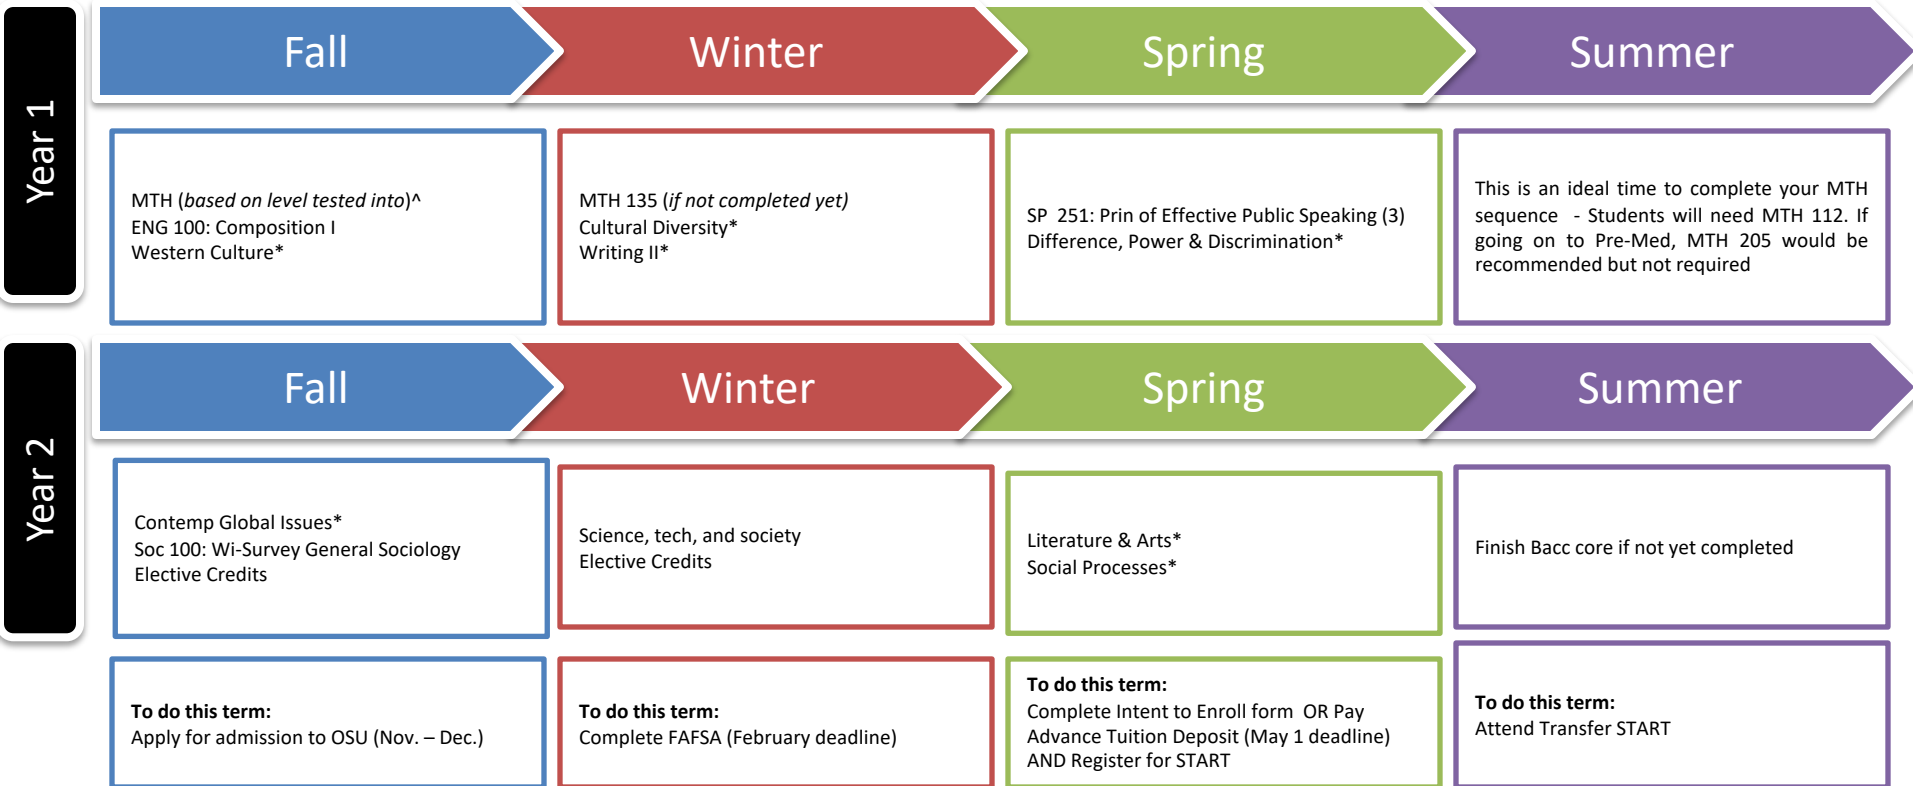 Year 1
Fall
Winter
Spring
Summer
MTH (based on level tested into)^
ENG 100: Composition I
Western Culture*
MTH 135 (if not completed yet)
Cultural Diversity*
Writing II*
SP 251: Prin of Effective Public Speaking (3)
Difference, Power & Discrimination*
This is an ideal time to complete your MTH
sequence - Students will need MTH 112. If
going on to Pre-Med, MTH 205 would be
recommended but not required
Year 2
Fall
Winter
Spring
Summer
Contemp Global Issues*
Soc 100: Wi-Survey General Sociology
Elective Credits
Science, tech, and society
Elective Credits
Literature & Arts*
Social Processes*
Finish Bacc core if not yet completed
To do this term:
Apply for admission to OSU (Nov. – Dec.)
To do this term:
Complete FAFSA (February deadline)
To do this term:
Complete Intent to Enroll form OR Pay
Advance Tuition Deposit (May 1 deadline)
AND Register for START
To do this term:
Attend Transfer START